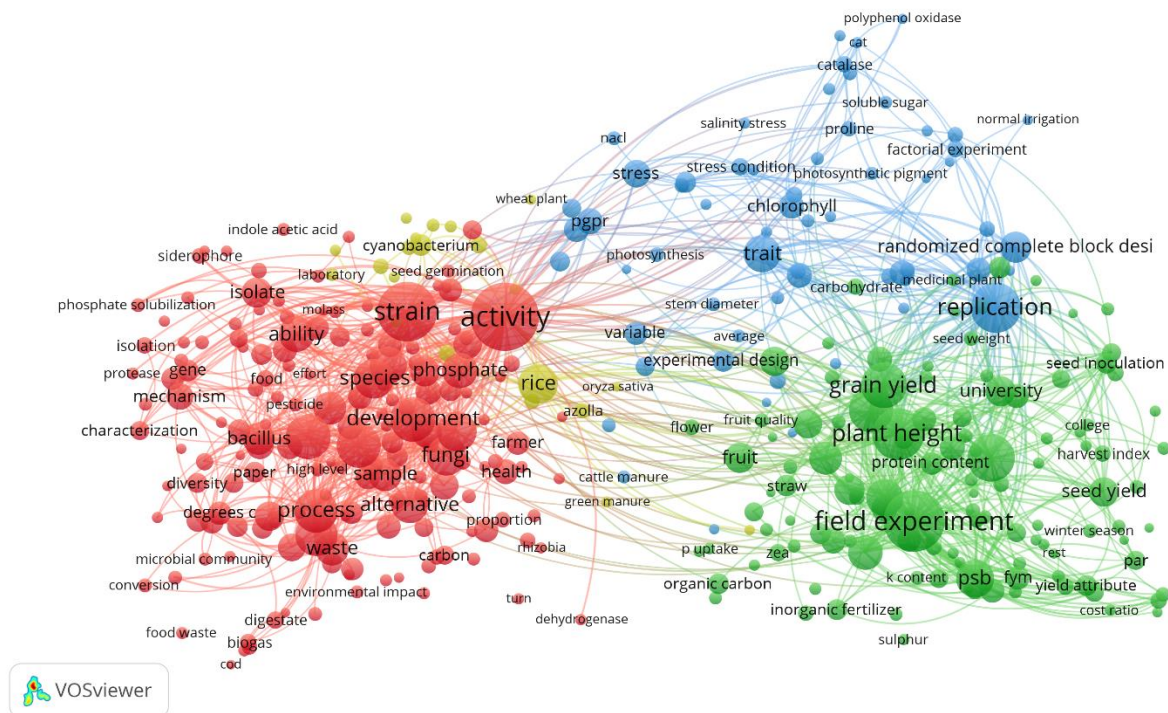 polyphenol oxidase
cat
catalase
soluble sugar
normal irrigation
salinity stress
proline
nacl
factorial experiment
stress condition
stress
photosynthetic pigment
wheat plant
chlorophyll
pgpr
indole acetic acid
cyanobacterium
randomized complete block desi
siderophore
trait
photosynthesis
laboratory
seed germination
medicinal plant
isolate
carbohydrate
phosphate solubilization
molass
strain
activity
stem diameter
replication
ability
variable
average
seed weight
isolation
effort
experimental design
seed inoculation
protease
gene
food
species
phosphate
rice
oryza sativa
grain yield
university
mechanism
pesticide
azolla
fruit quality
development
flower
college
characterization
plant height
bacillus
farmer
fungi
fruit
protein content
harvest index
paper
high level
sample
health
cattle manure
straw
diversity
seed yield
degrees c
process
alternative
green manure
proportion
field experiment
winter season
waste
rhizobia
p uptake
zea
rest
microbial community
carbon
par
conversion
environmental impact
organic carbon
k content
psb
fym
yield attribute
turn
inorganic fertilizer
cost ratio
digestate
dehydrogenase
food waste
biogas
sulphur
cod
VOSviewer